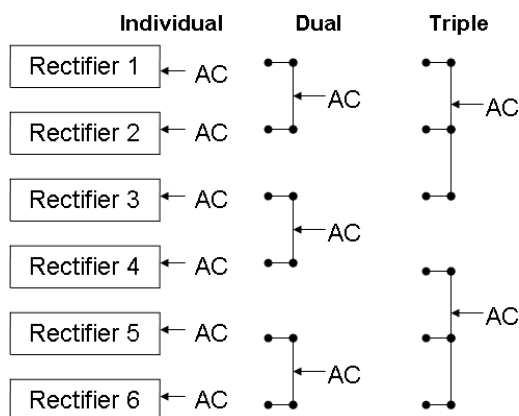 Individual Dual Triple
Rectifier 1 AC
AC AC
Rectifier 2 AC
Rectifier 3 AC
AC
Rectifier 4 AC
Rectifier 5 AC
AC
AC
Rectifier 6 AC